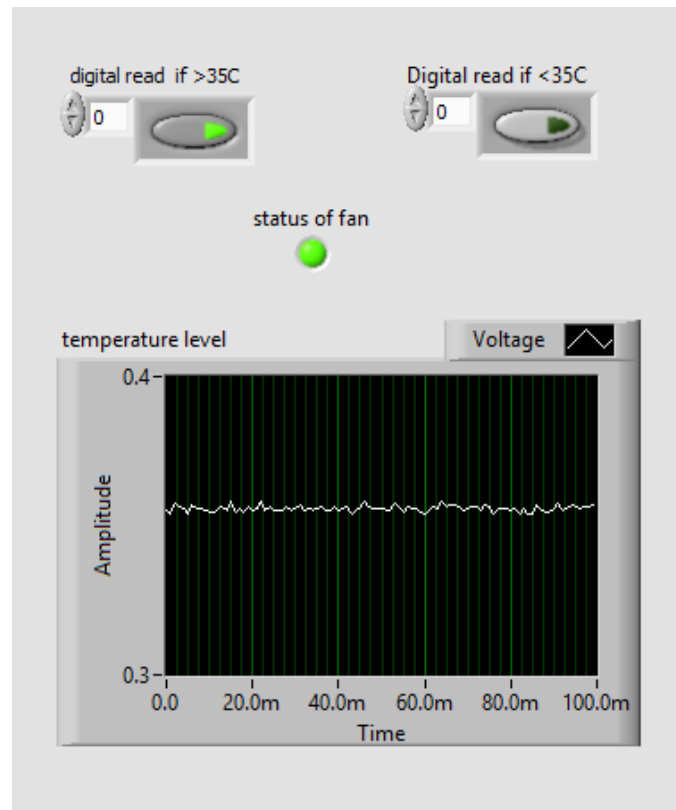 digital read if >35C
Digital read if <35C
0
0
status of fan
temperature level
Voltage
0.4
Amplitude
0.3
0.0 20.0m 40.0m 60.0m 80.0m 100.0m
Time